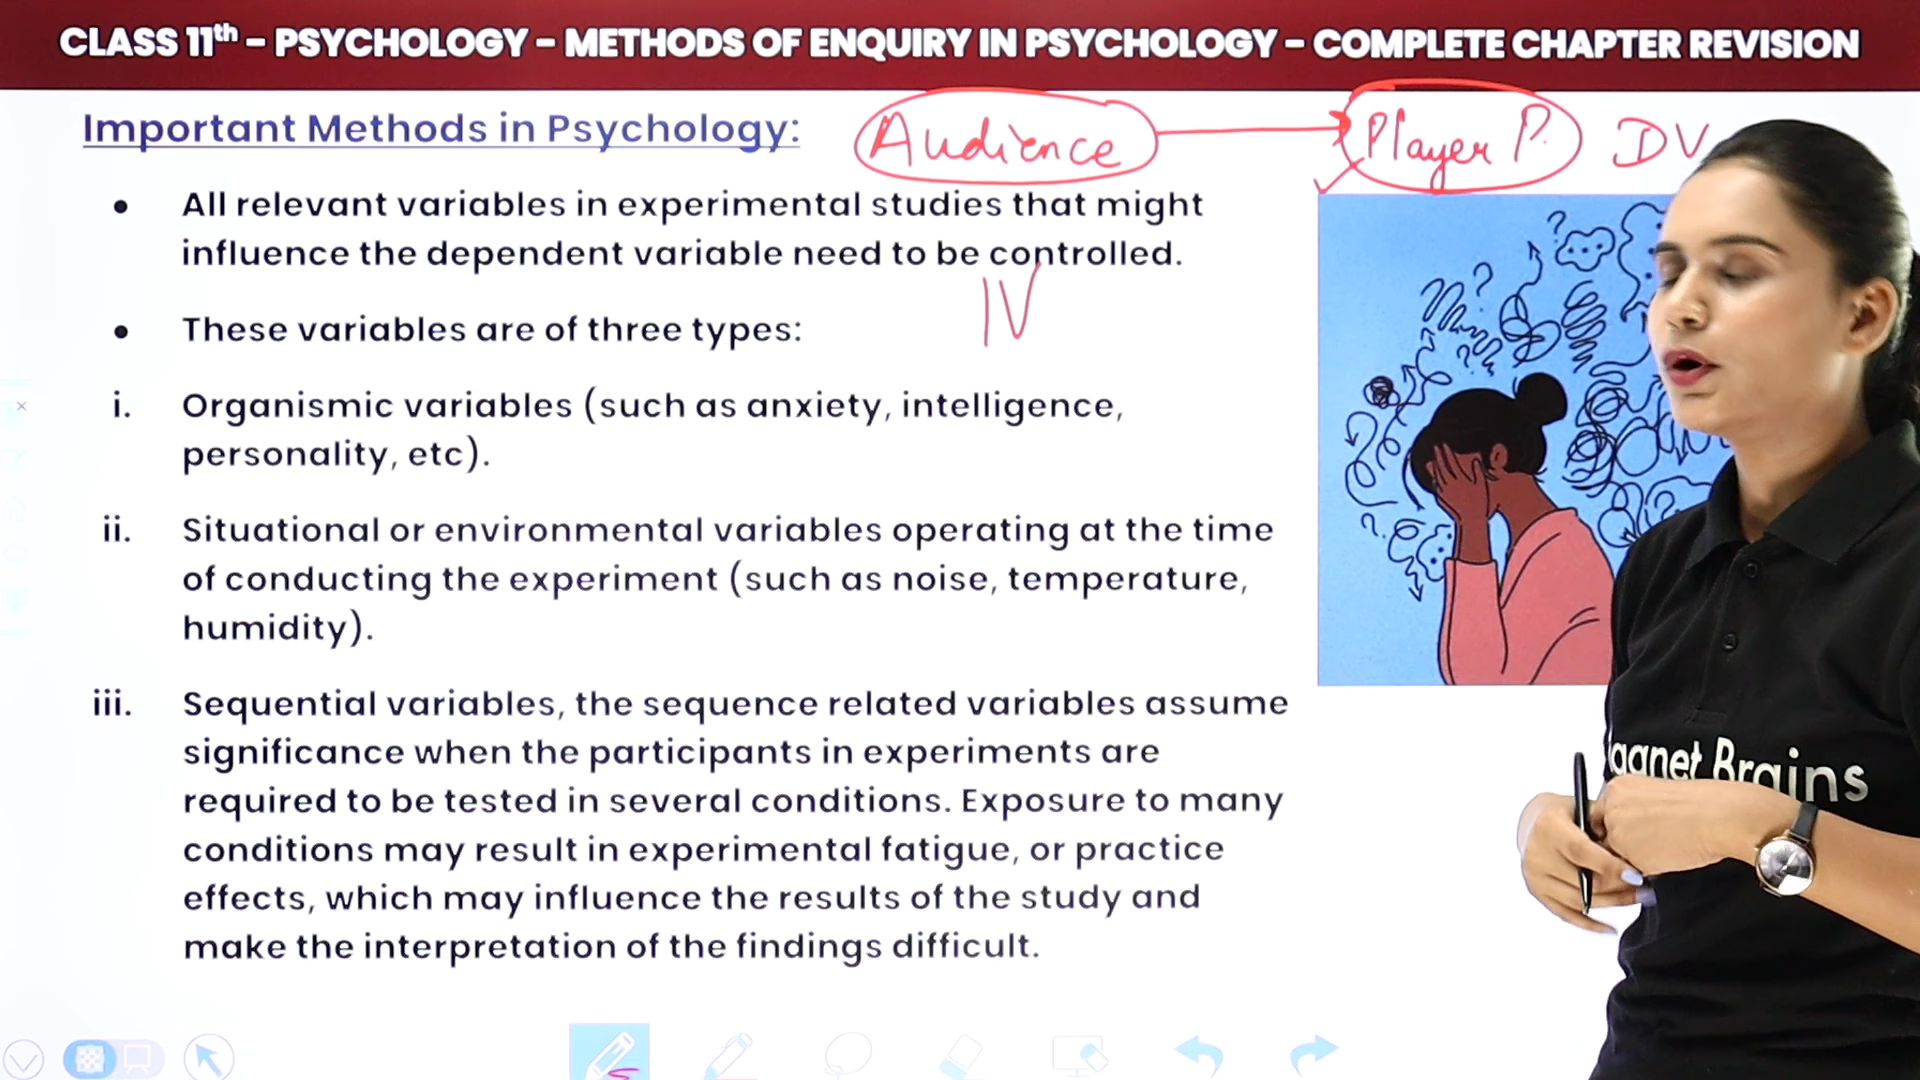 CLASS 11th – PSYCHOLOGY – METHODS OF ENQUIRY IN PSYCHOLOGY – COMPLETE CHAPTER REVISION
Important Methods in Psychology:
Audience
Player P.
DV
• All relevant variables in experimental studies that might
influence the dependent variable need to be controlled.
IV
• These variables are of three types:
i. Organismic variables (such as anxiety, intelligence,
personality, etc).
ii. Situational or environmental variables operating at the time
of conducting the experiment (such as noise, temperature,
humidity).
iii. Sequential variables, the sequence related variables assume
significance when the participants in experiments are
required to be tested in several conditions. Exposure to many
conditions may result in experimental fatigue, or practice
effects, which may influence the results of the study and
make the interpretation of the findings difficult.
agnet Brains